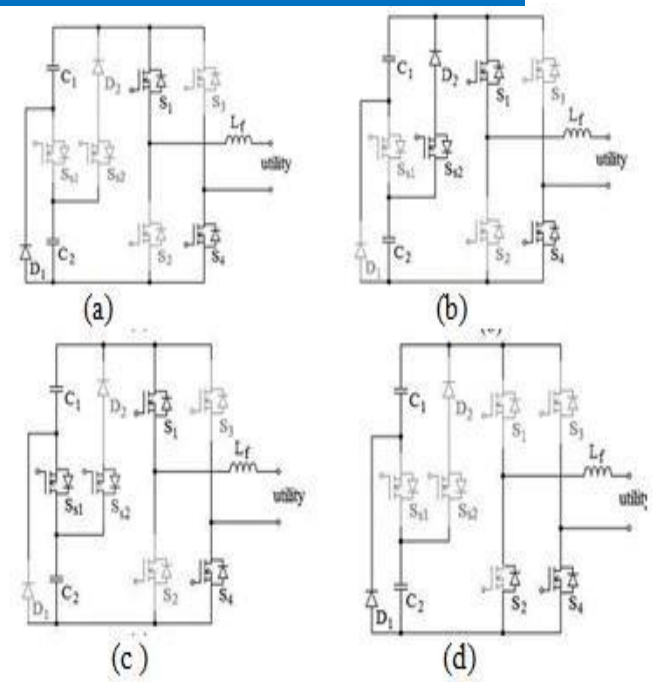 C1 D2 S1 S3
Lf
Ss1 Ss2 utility
S2 S4
D1 C2
(a)
C1 D2 S1 S3
Lf
Ss1 Ss2 utility
S2 S4
D1 C2
(b)
C1 D2 S1 S3
Lf
Ss1 Ss2 utility
S2 S4
D1 C2
(c)
C1 D2 S1 S3
Lf
Ss1 Ss2 utility
S2 S4
D1 C2
(d)